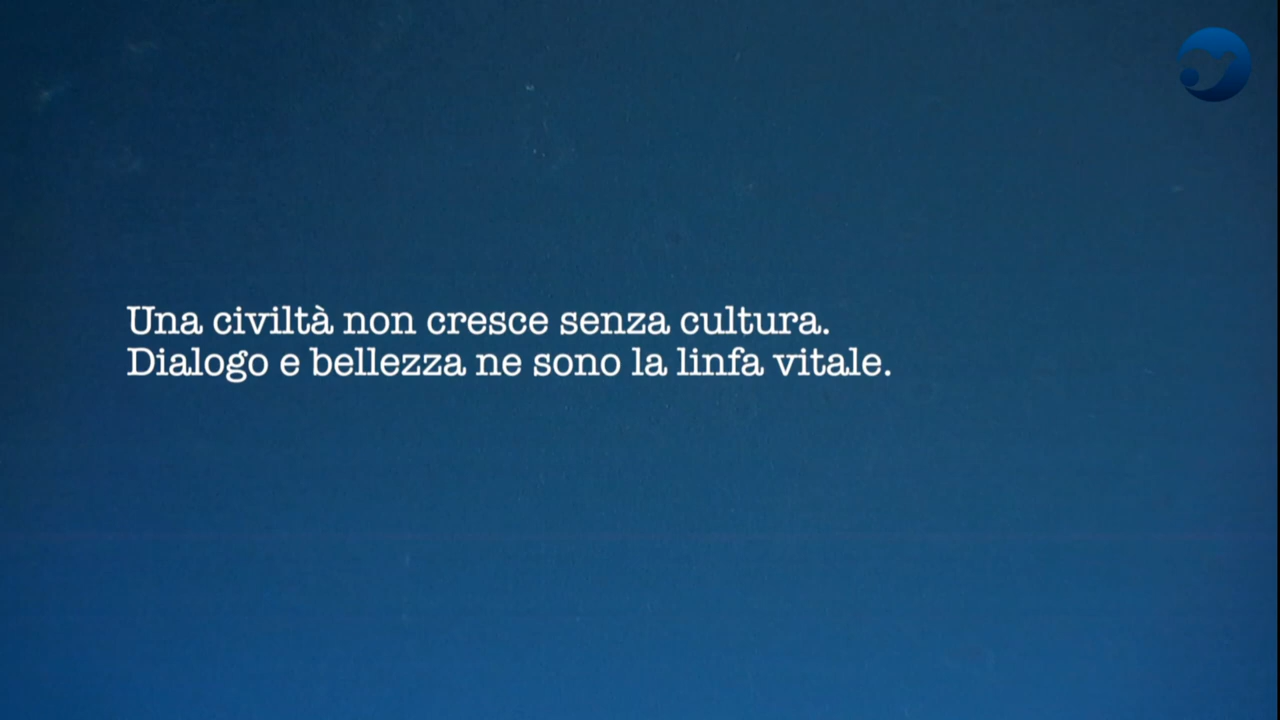 Una civiltà non cresce senza cultura.
Dialogo e bellezza ne sono la linfa vitale.